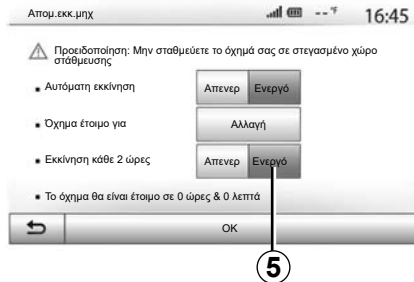 Απομ.εκκ.μηχ -- °F 16:45
Προειδοποίηση: Μην σταθμεύετε το όχημά σας σε στεγασμένο χώρο
στάθμευσης
Αυτόματη εκκίνηση Απενερ Ενεργό
Όχημα έτοιμο για Αλλαγή
Εκκίνηση κάθε 2 ώρες Απενερ Ενεργό
Το όχημα θα είναι έτοιμο σε 0 ώρες & 0 λεπτά
OK
5